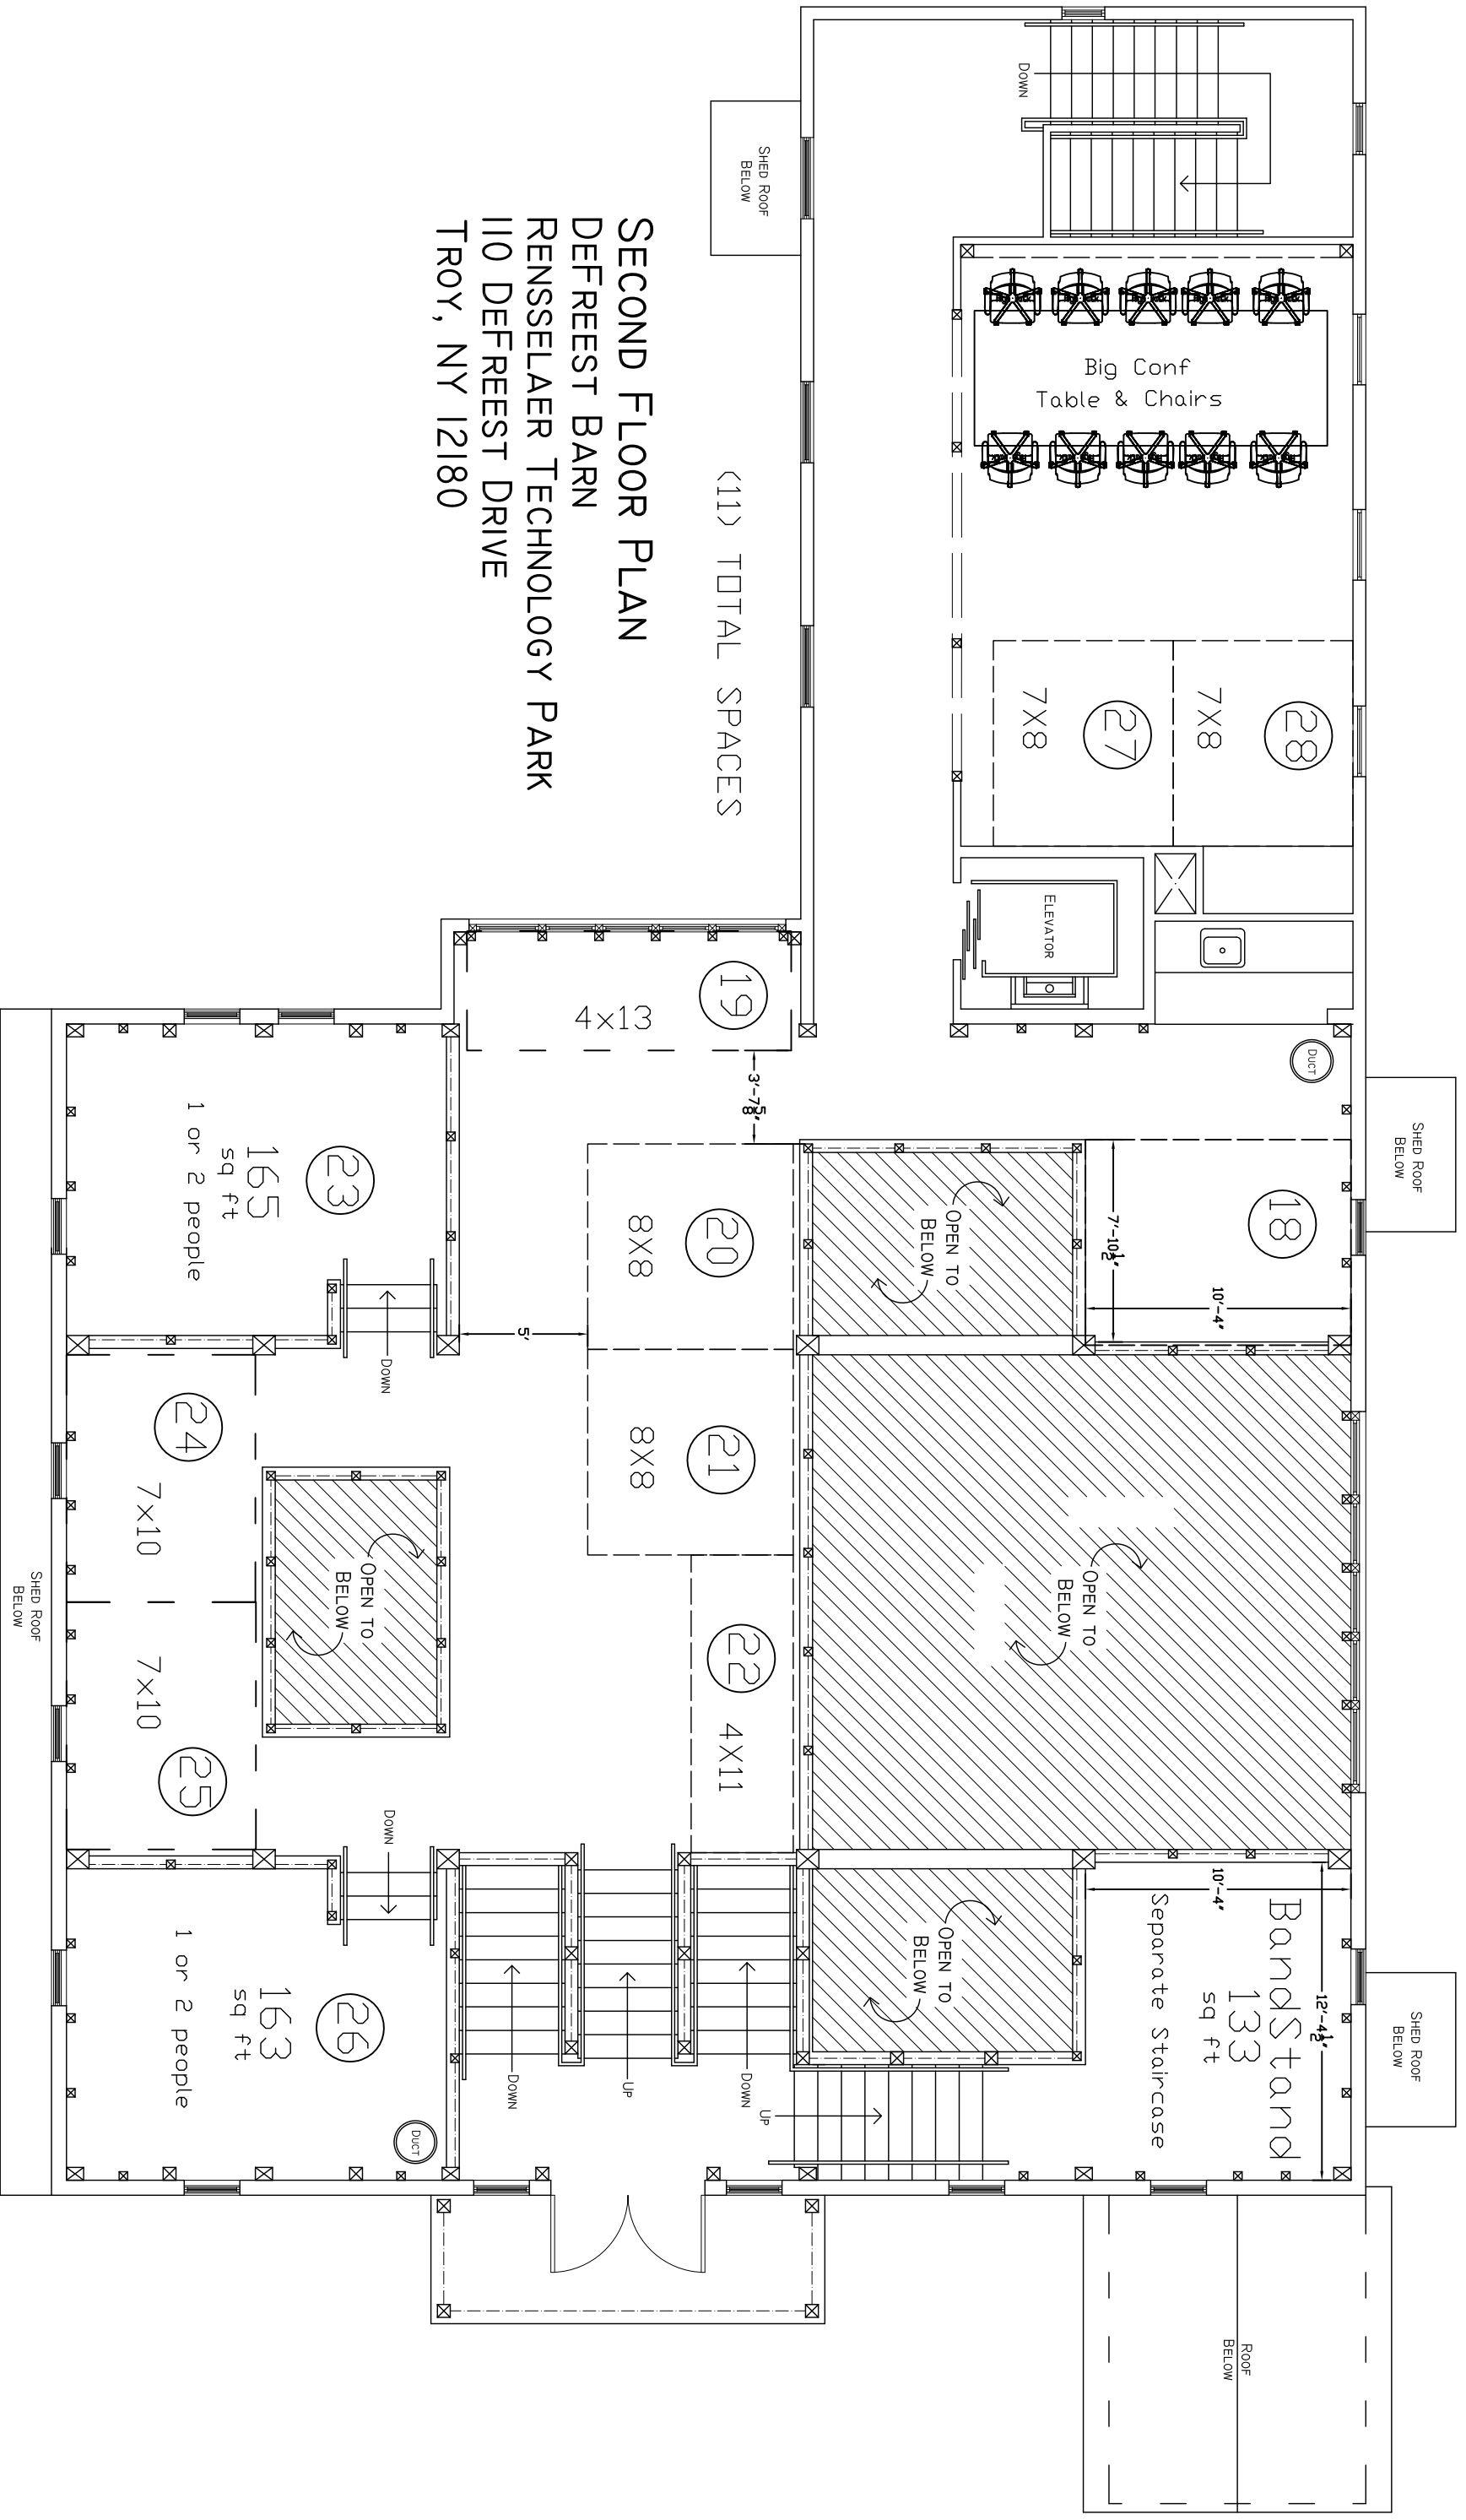 SECOND FLOOR PLAN
DEFREEST BARN
RENSSELAER TECHNOLOGY PARK
110 DEFREEST DRIVE
TROY, NY 12180
(11) TOTAL SPACES
SHED ROOF
BELOW
DOWN
Big Conf
Table & Chairs
28
7X8
27
7X8
ELEVATOR
DUCT
SHED ROOF
BELOW
18
7'-10 1/2"
10'-4"
OPEN TO
BELOW
19
4x13
3'-7 5/8"
20
8X8
5'
21
8X8
22
4X11
OPEN TO
BELOW
23
165
sq ft
1 or 2 people
DOWN
24
7x10
OPEN TO
BELOW
7x10
25
SHED ROOF
BELOW
DOWN
26
163
sq ft
1 or 2 people
DUCT
DOWN
UP
DOWN
UP
OPEN TO
BELOW
10'-4"
12'-4 1/2"
BandStand
133
sq ft
Separate Staircase
SHED ROOF
BELOW
ROOF
BELOW